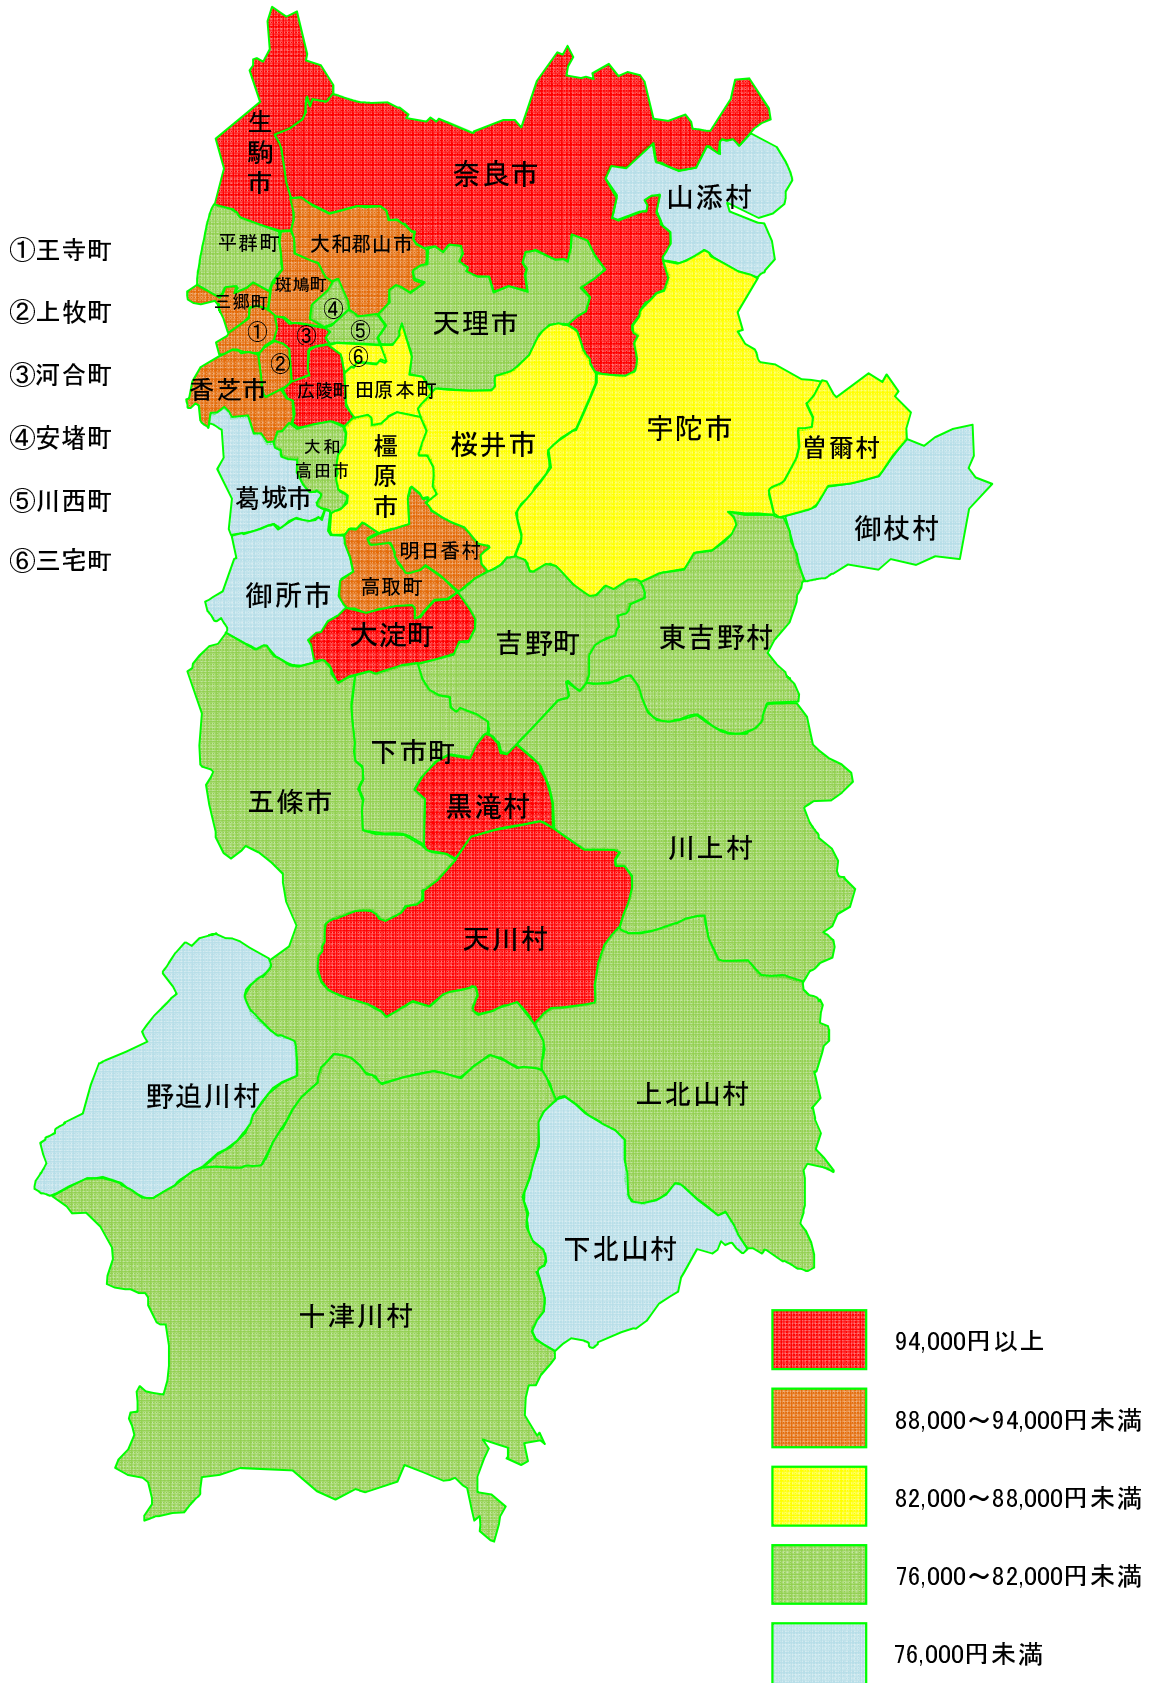 生駒市
奈良市
山添村
平群町
大和郡山市
①王寺町
斑鳩町
三郷町
②上牧町
④
天理市
①
③
⑤
⑥
②
③河合町
香芝市
広陵町
田原本町
宇陀市
④安堵町
橿原市
桜井市
大和
高田市
曽爾村
⑤川西町
葛城市
御杖村
⑥三宅町
明日香村
高取町
御所市
大淀町
吉野町
東吉野村
下市町
五條市
黒滝村
川上村
天川村
野迫川村
上北山村
下北山村
十津川村
94,000円以上
88,000～94,000円未満
82,000～88,000円未満
76,000～82,000円未満
76,000円未満